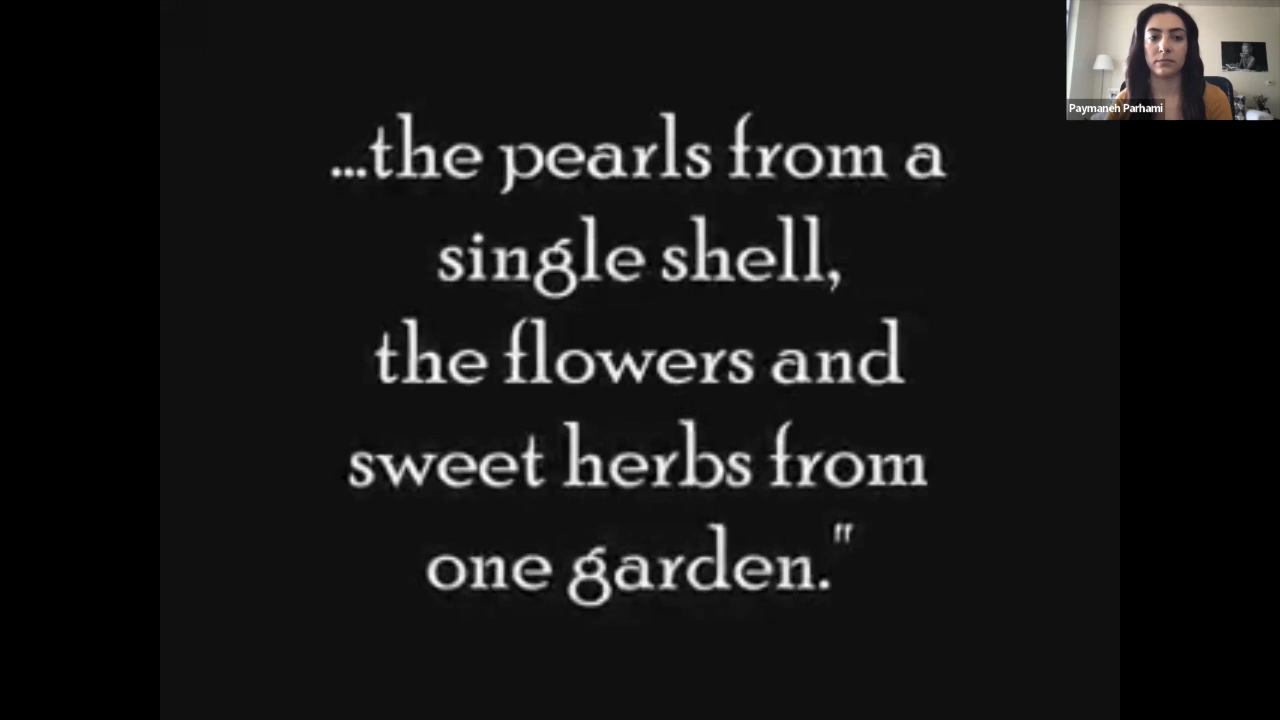 ...the pearls from a
single shell,
the flowers and
sweet herbs from
one garden."
Paymaneh Parhami